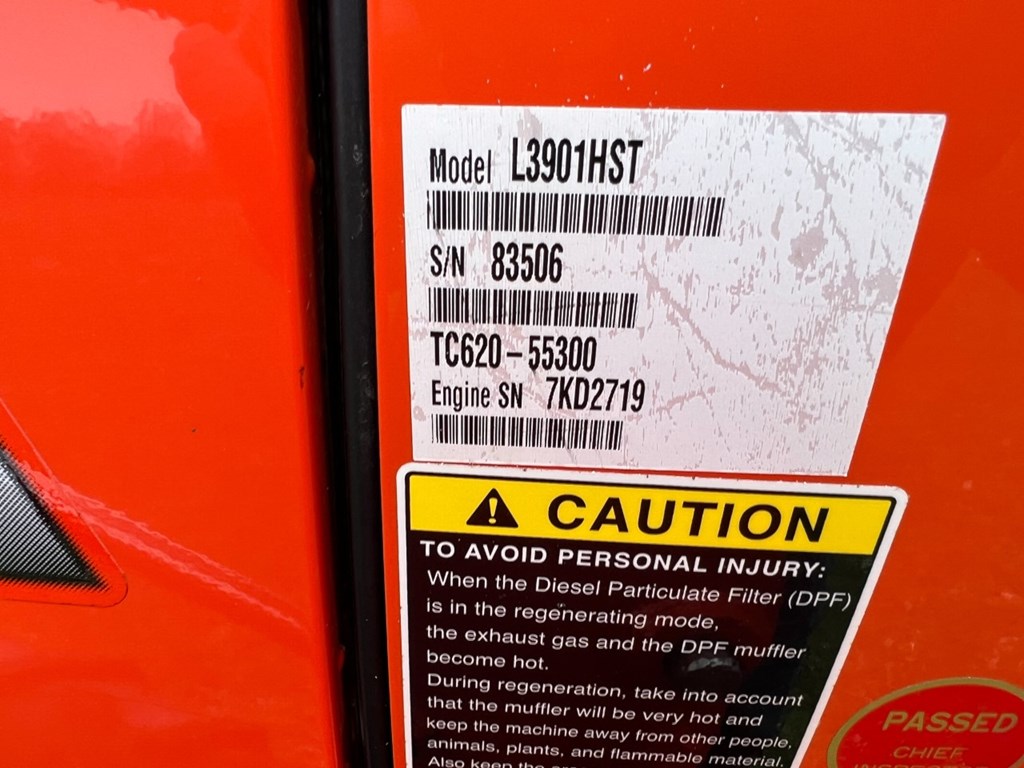 Model L3901HST
S/N 83506
TC620-55300
Engine SN 7KD2719
CAUTION
TO AVOID PERSONAL INJURY:
When the Diesel Particulate Filter (DPF)
is in the regenerating mode,
the exhaust gas and the DPF muffler
become hot.
During regeneration, take into account
that the muffler will be very hot and
keep the machine away from other people,
animals, plants, and flammable material.
Also keep the
PASSED
CHIEF